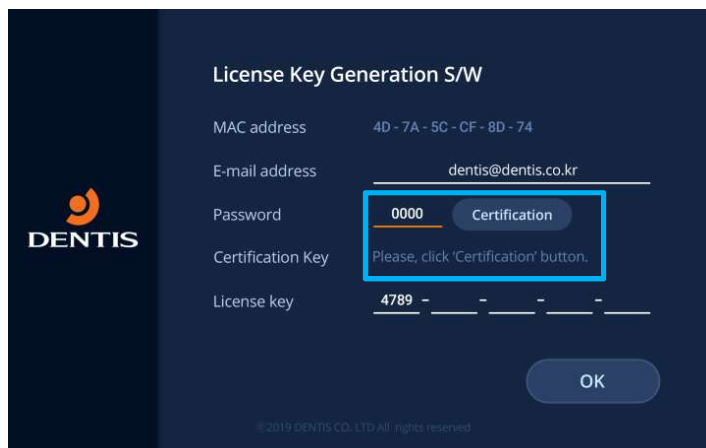 License Key Generation S/W
MAC address 4D - 7A - 5C - CF - 8D - 74
E-mail address dentis@dentis.co.kr
Password 0000 Certification
DENTIS
Certification Key Please, click 'Certification' button.
License key 4789 - - - -
OK
©2019 DENTIS CO. LTD All rights reserved